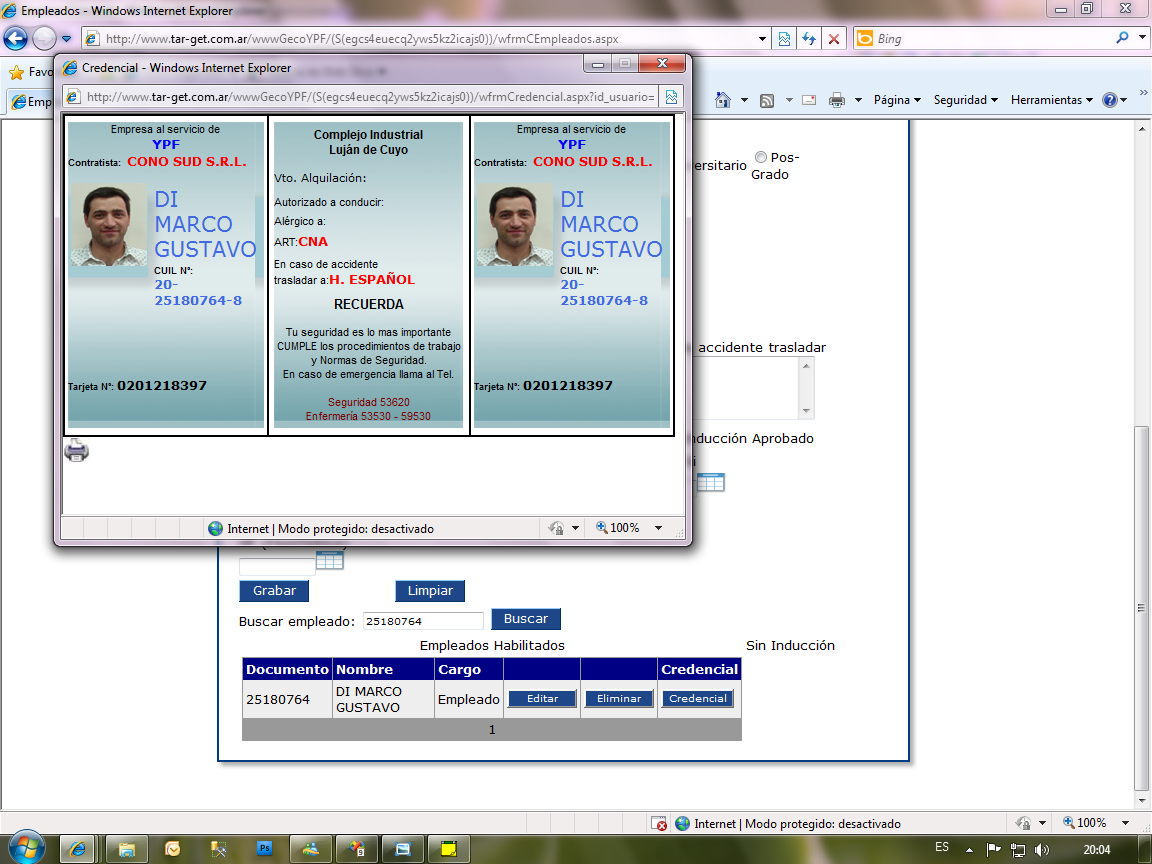 Empleados - Windows Internet Explorer
http://www.tar-get.com.ar/wwwGecoYPF/(S(egcs4euecq2yws5kz2icajs0))/wfrmCEmpleados.aspx
Bing
Favo
Emp
Página
Seguridad
Herramientas
»
Credencial - Windows Internet Explorer
http://www.tar-get.com.ar/wwwGecoYPF/(S(egcs4euecq2yws5kz2icajs0))/wfrmCredencial.aspx?id_usuario=
Empresa al servicio de
YPF
Contratista: CONO SUD S.R.L.
DI
MARCO
GUSTAVO
CUIL N°:
20-
25180764-8
Tarjeta N°: 0201218397
Complejo Industrial
Luján de Cuyo
Vto. Alquilación:
Autorizado a conducir:
Alérgico a:
ART:CNA
En caso de accidente
trasladar a:H. ESPAÑOL
RECUERDA
Tu seguridad es lo mas importante
CUMPLE los procedimientos de trabajo
y Normas de Seguridad.
En caso de emergencia llama al Tel.
Seguridad 53620
Enfermería 53530 - 59530
Empresa al servicio de
YPF
Contratista: CONO SUD S.R.L.
DI
MARCO
GUSTAVO
CUIL N°:
20-
25180764-8
Tarjeta N°: 0201218397
Internet | Modo protegido: desactivado
100%
ersitario Pos-
Grado
accidente trasladar
ducción Aprobado
Grabar
Limpiar
Buscar empleado: 25180764 Buscar
Empleados Habilitados
Sin Inducción
Documento Nombre Cargo Credencial
25180764 DI MARCO GUSTAVO Empleado Editar Eliminar Credencial
1
Internet | Modo protegido: desactivado
100%
Ps
ES
20:04